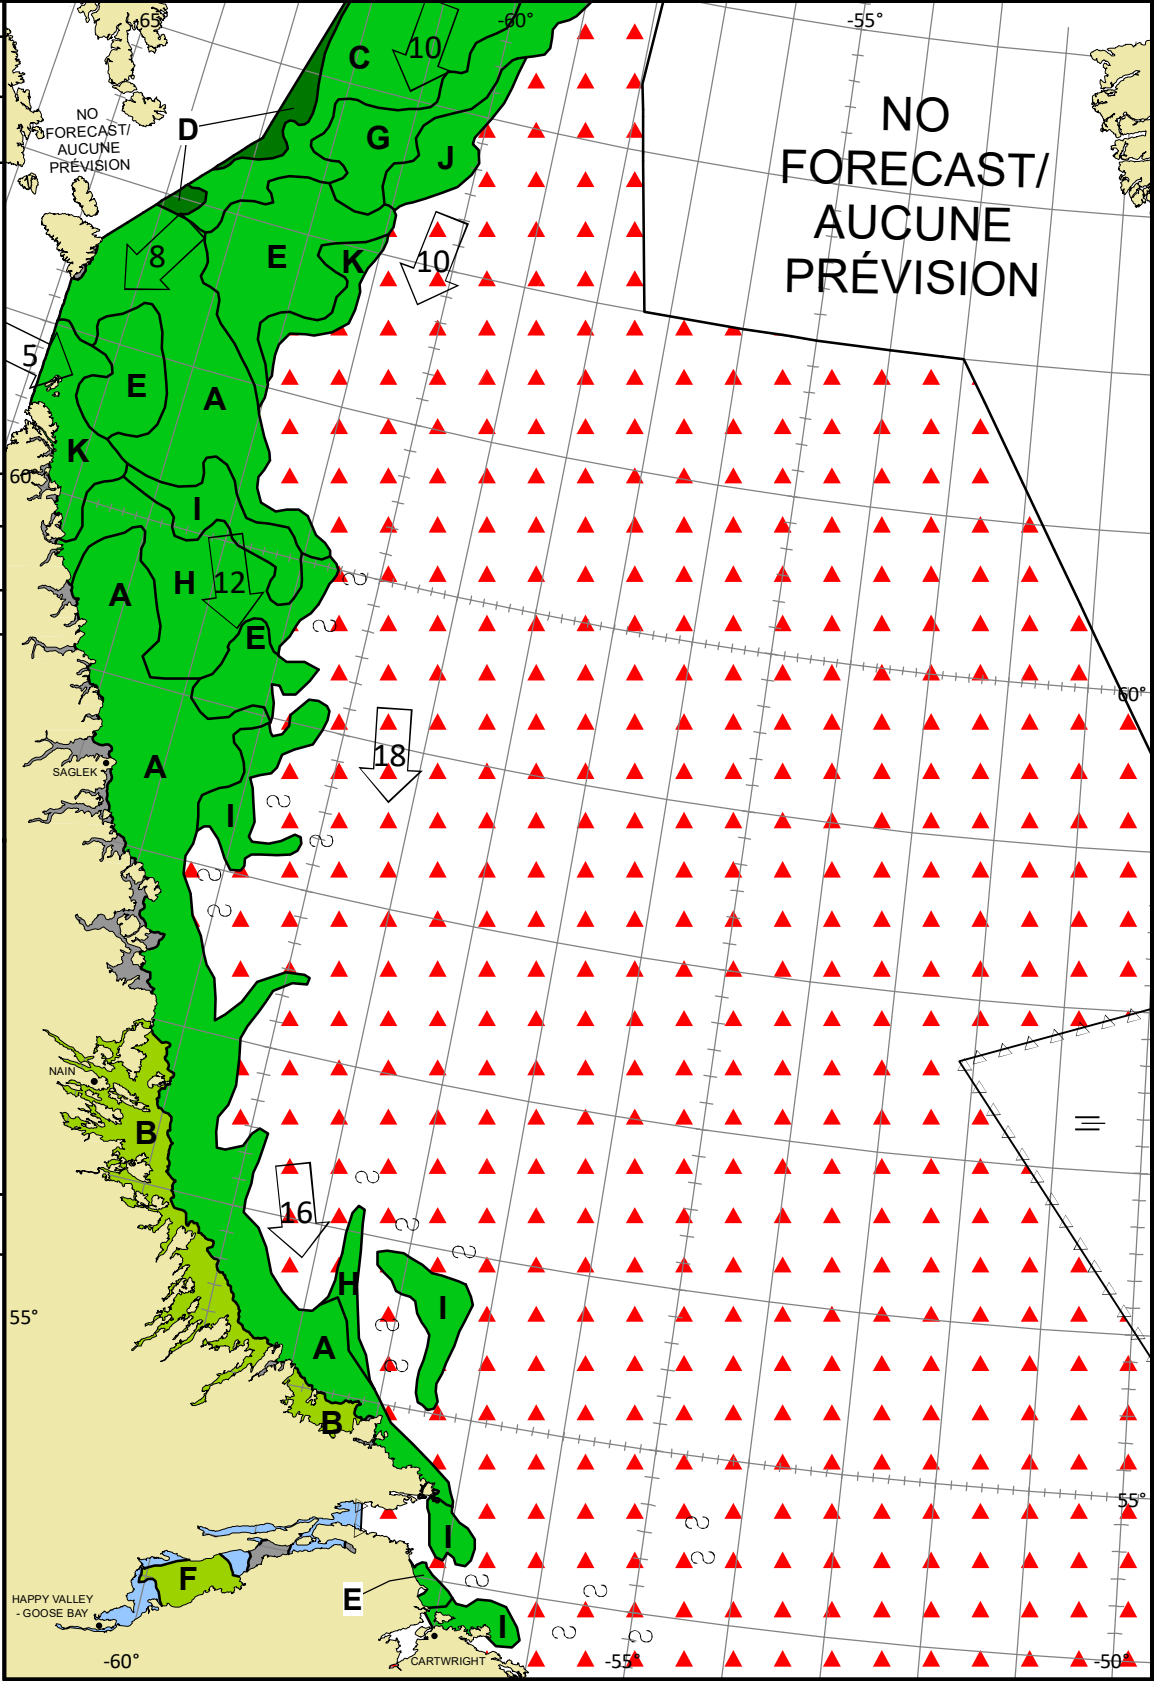 -65°
-60°
-55°
C
10
NO
FORECAST/
AUCUNE
PRÉVISION
D
G
J
NO
FORECAST/
AUCUNE
PRÉVISION
8
E
K
10
5
E
A
K
60°
I
A
H
12
E
60°
18
SAGLEK
A
I
NAIN
B
16
H
I
55°
A
B
55°
I
F
E
HAPPY VALLEY
- GOOSE BAY
I
CARTWRIGHT
-60°
-55°
-50°